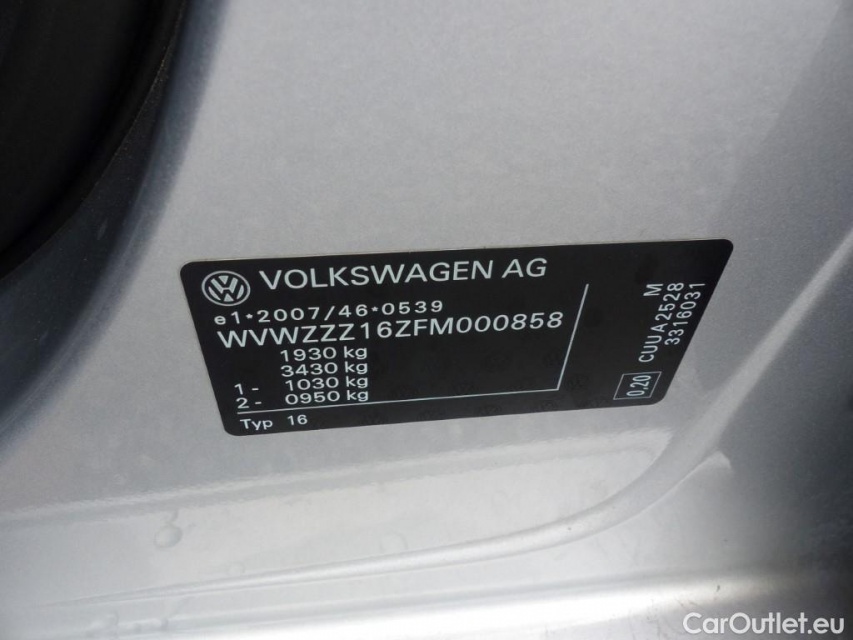 VOLKSWAGEN AG
e1*2007/46*0539
WVWZZZ16ZFM000858
1930 kg
3430 kg
1 - 1030 kg
2 - 0950 kg
Typ 16
M
CUUA2528
3316031
0.20
CarOutlet.eu